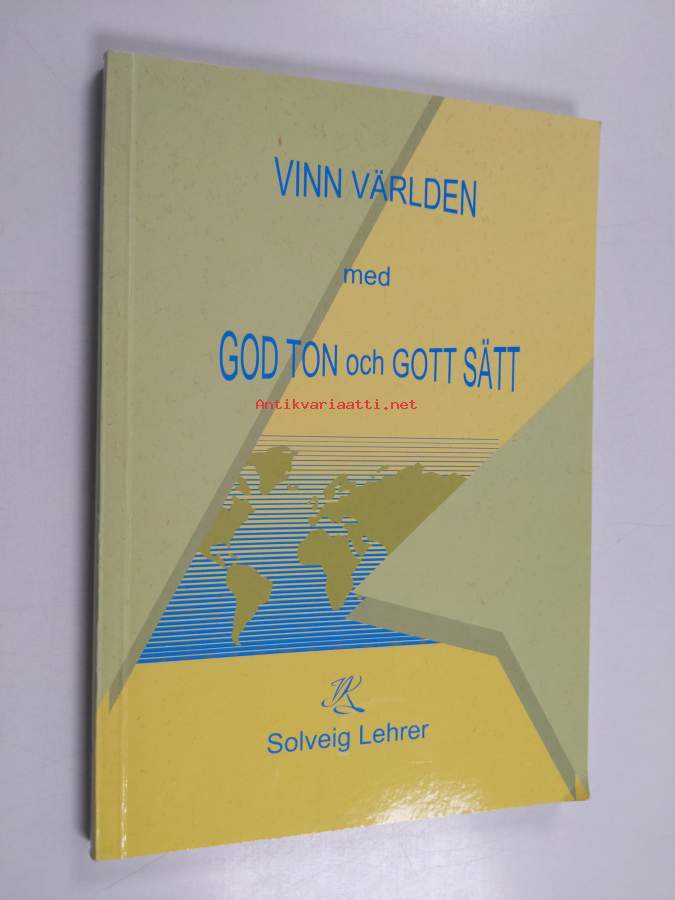 VINN VÄRLDEN
med
GOD TON och GOTT SÄTT
Antikvariaatti.net
Solveig Lehrer